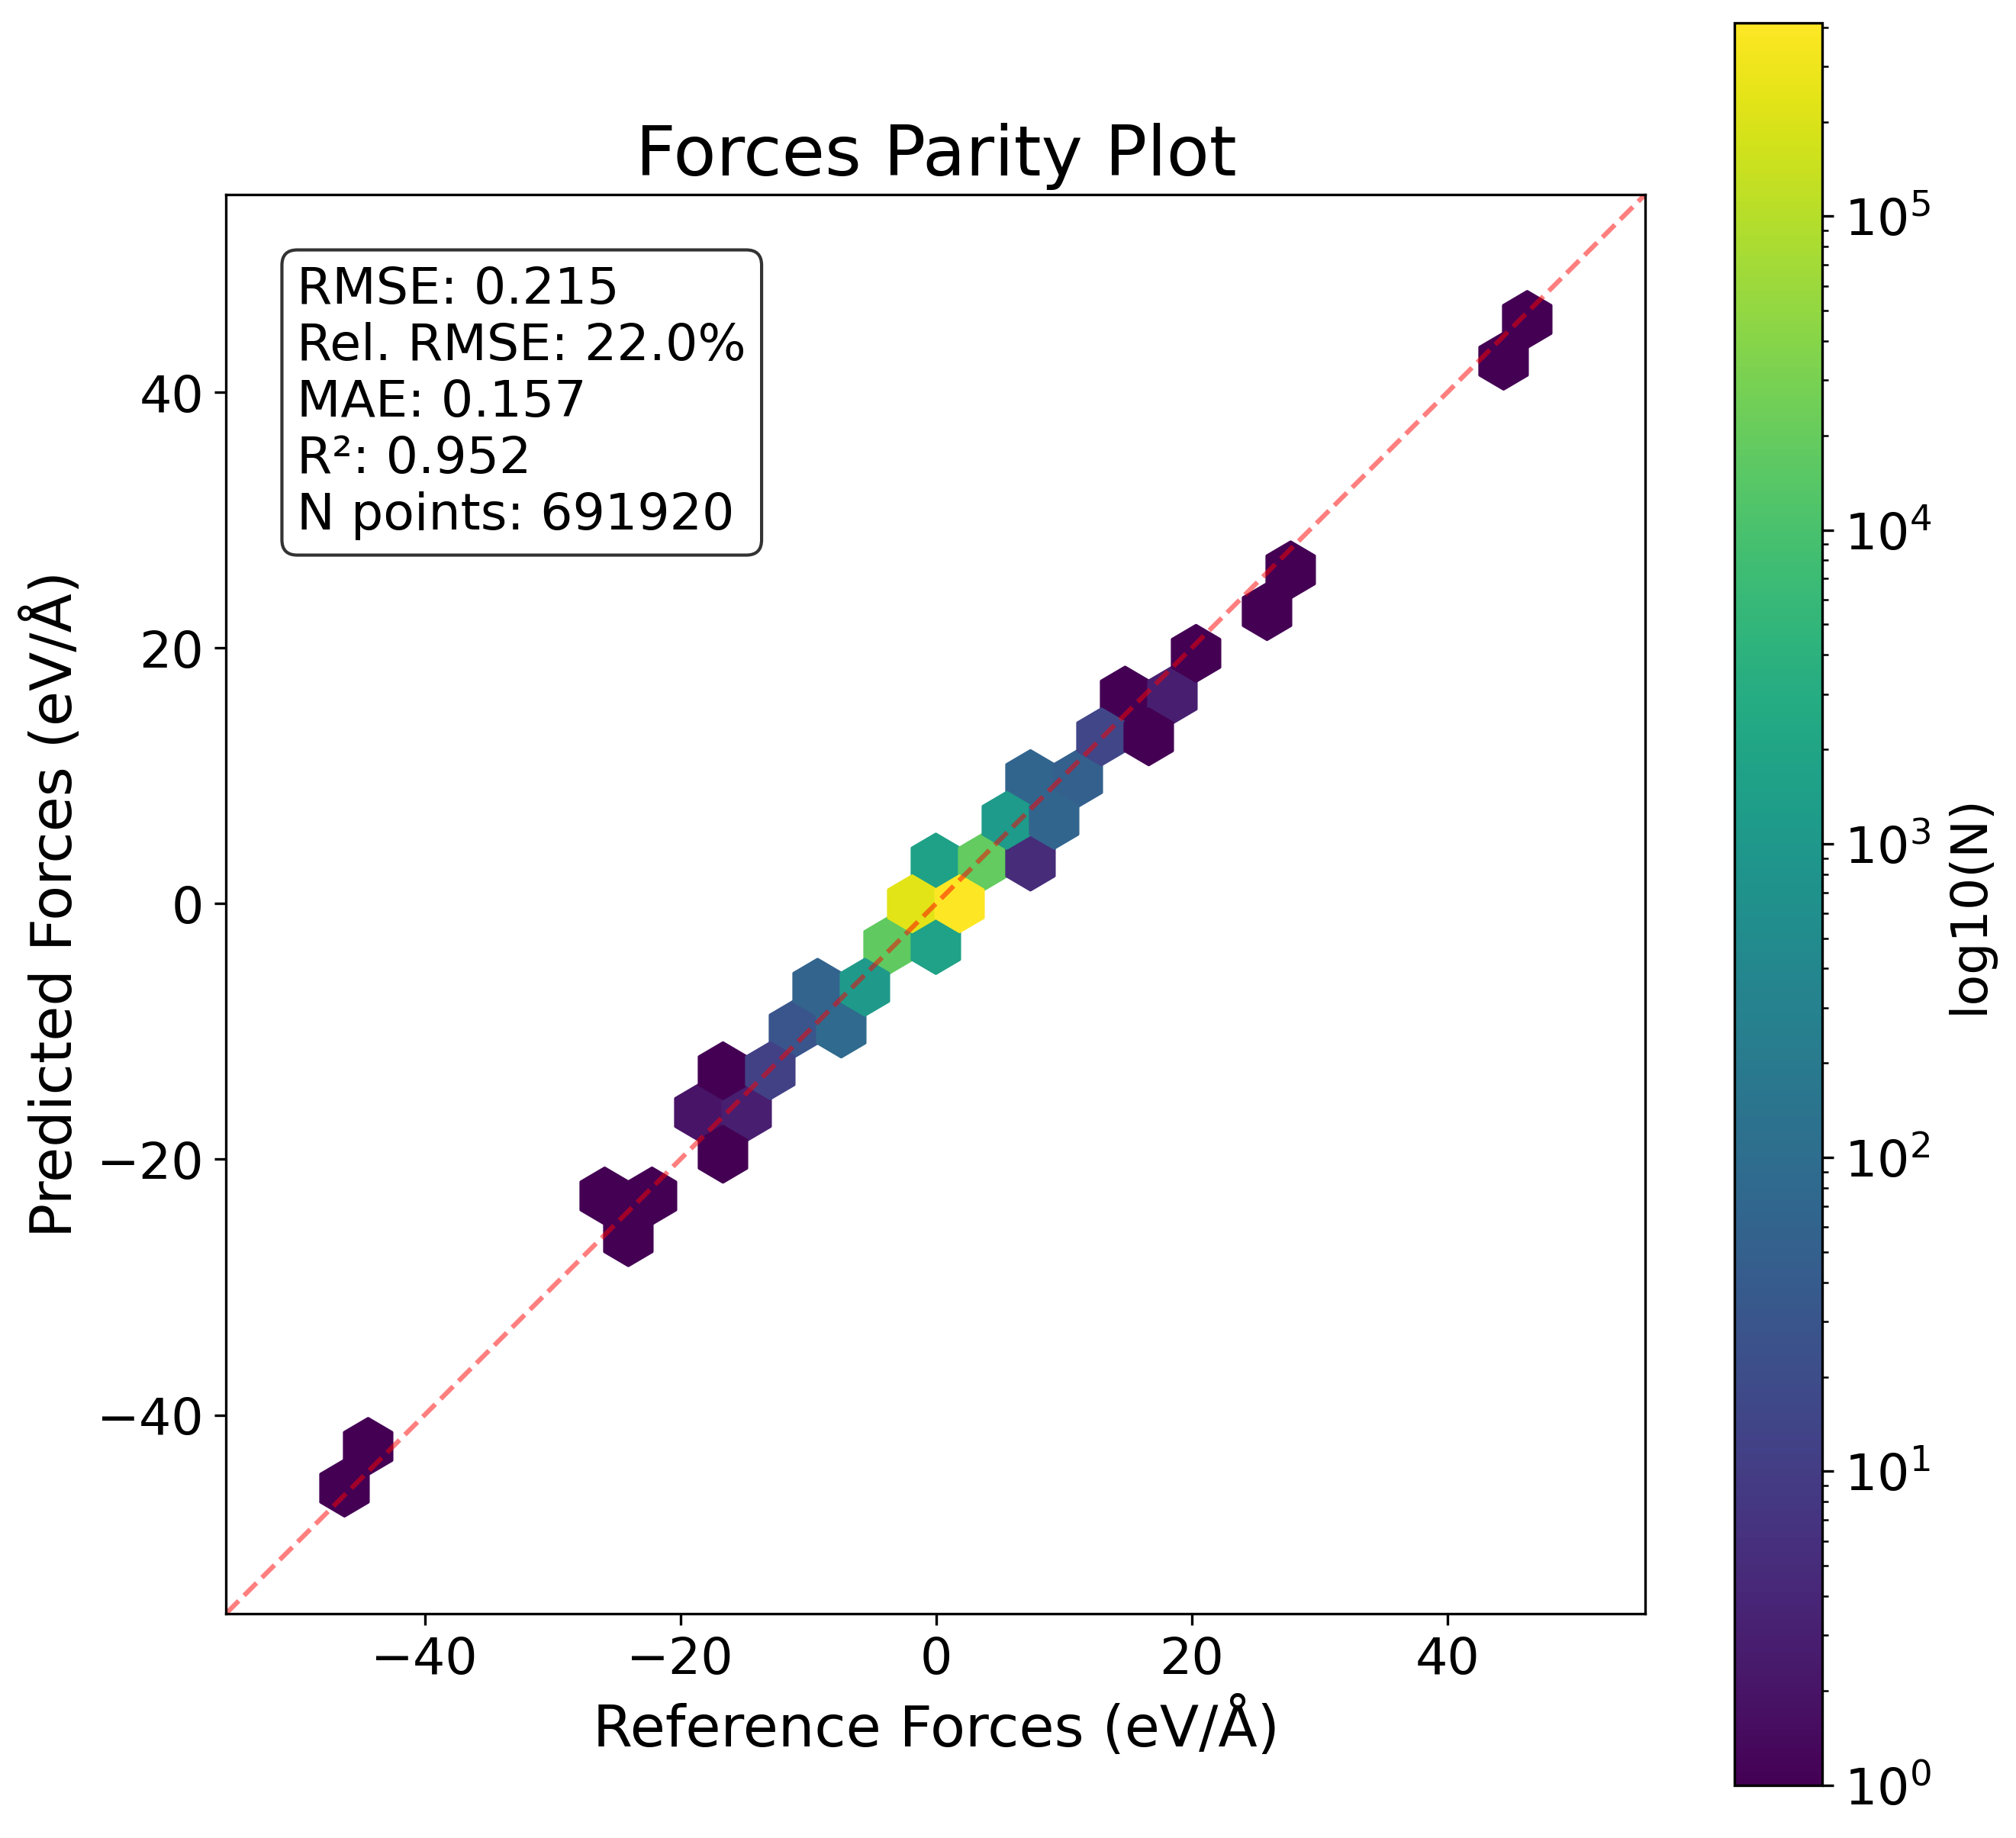 Forces Parity Plot
RMSE: 0.215
Rel. RMSE: 22.0%
MAE: 0.157
R²: 0.952
N points: 691920
Predicted Forces (eV/Å)
40
20
0
−20
−40
−40
−20
0
20
40
Reference Forces (eV/Å)
10⁵
10⁴
10³
10²
10¹
10⁰
log10(N)